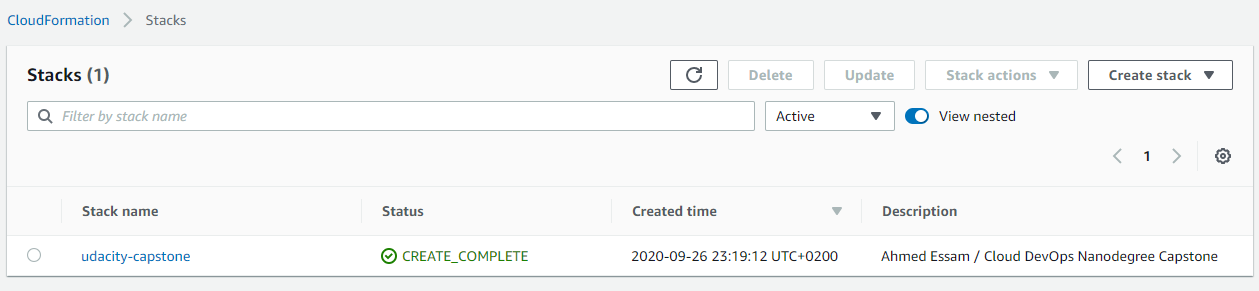 CloudFormation > Stacks
Stacks (1) Delete Update Stack actions Create stack
Filter by stack name Active View nested
1
Stack name Status Created time Description
udacity-capstone CREATE_COMPLETE 2020-09-26 23:19:12 UTC+0200 Ahmed Essam / Cloud DevOps Nanodegree Capstone